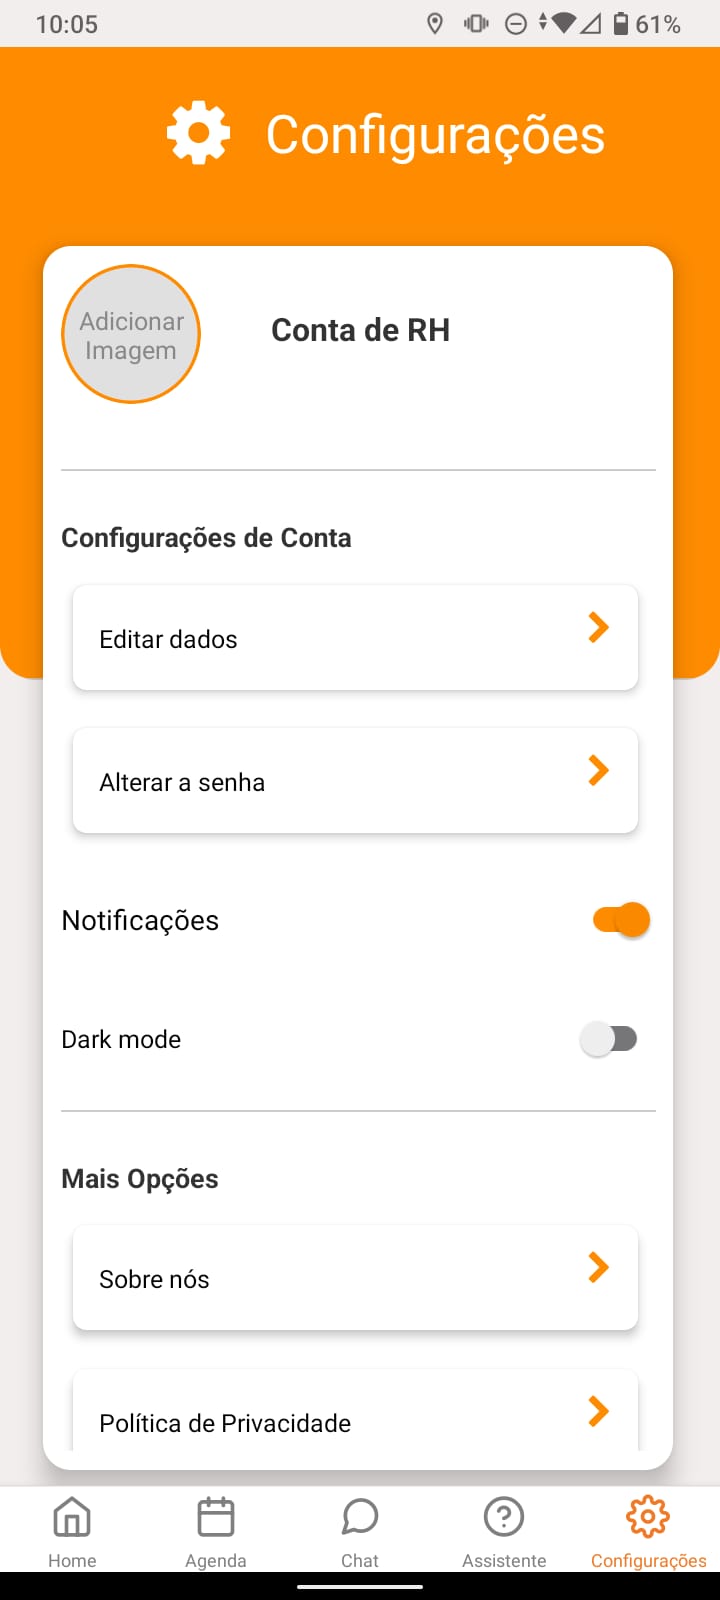 10:05
61%
Configurações
Adicionar
Imagem
Conta de RH
Configurações de Conta
Editar dados
Alterar a senha
Notificações
Dark mode
Mais Opções
Sobre nós
Política de Privacidade
Home
Agenda
Chat
Assistente
Configurações